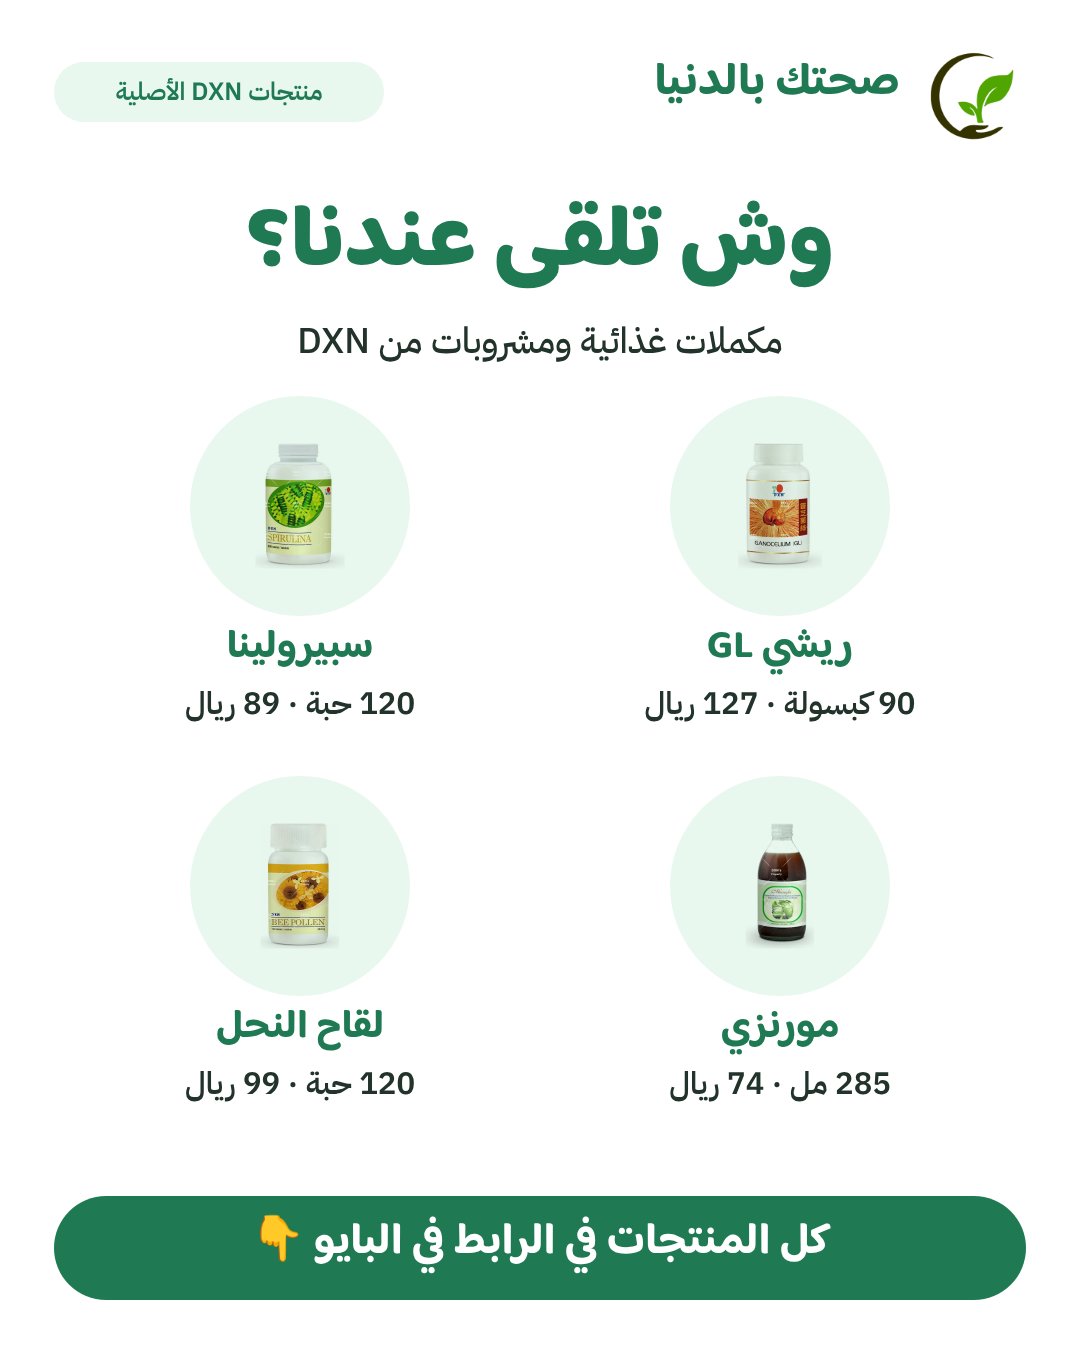 صحتك بالدنيا
منتجات DXN الأصلية
وش تلقى عندنا؟
مكملات غذائية ومشروبات من DXN
GANODELIUM (GL)
ريشي GL
90 كبسولة · 127 ريال
SPIRULINA
سبيرولينا
120 حبة · 89 ريال
مورنزي
285 مل · 74 ريال
BEE POLLEN
لقاح النحل
120 حبة · 99 ريال
كل المنتجات في الرابط في البايو 👇